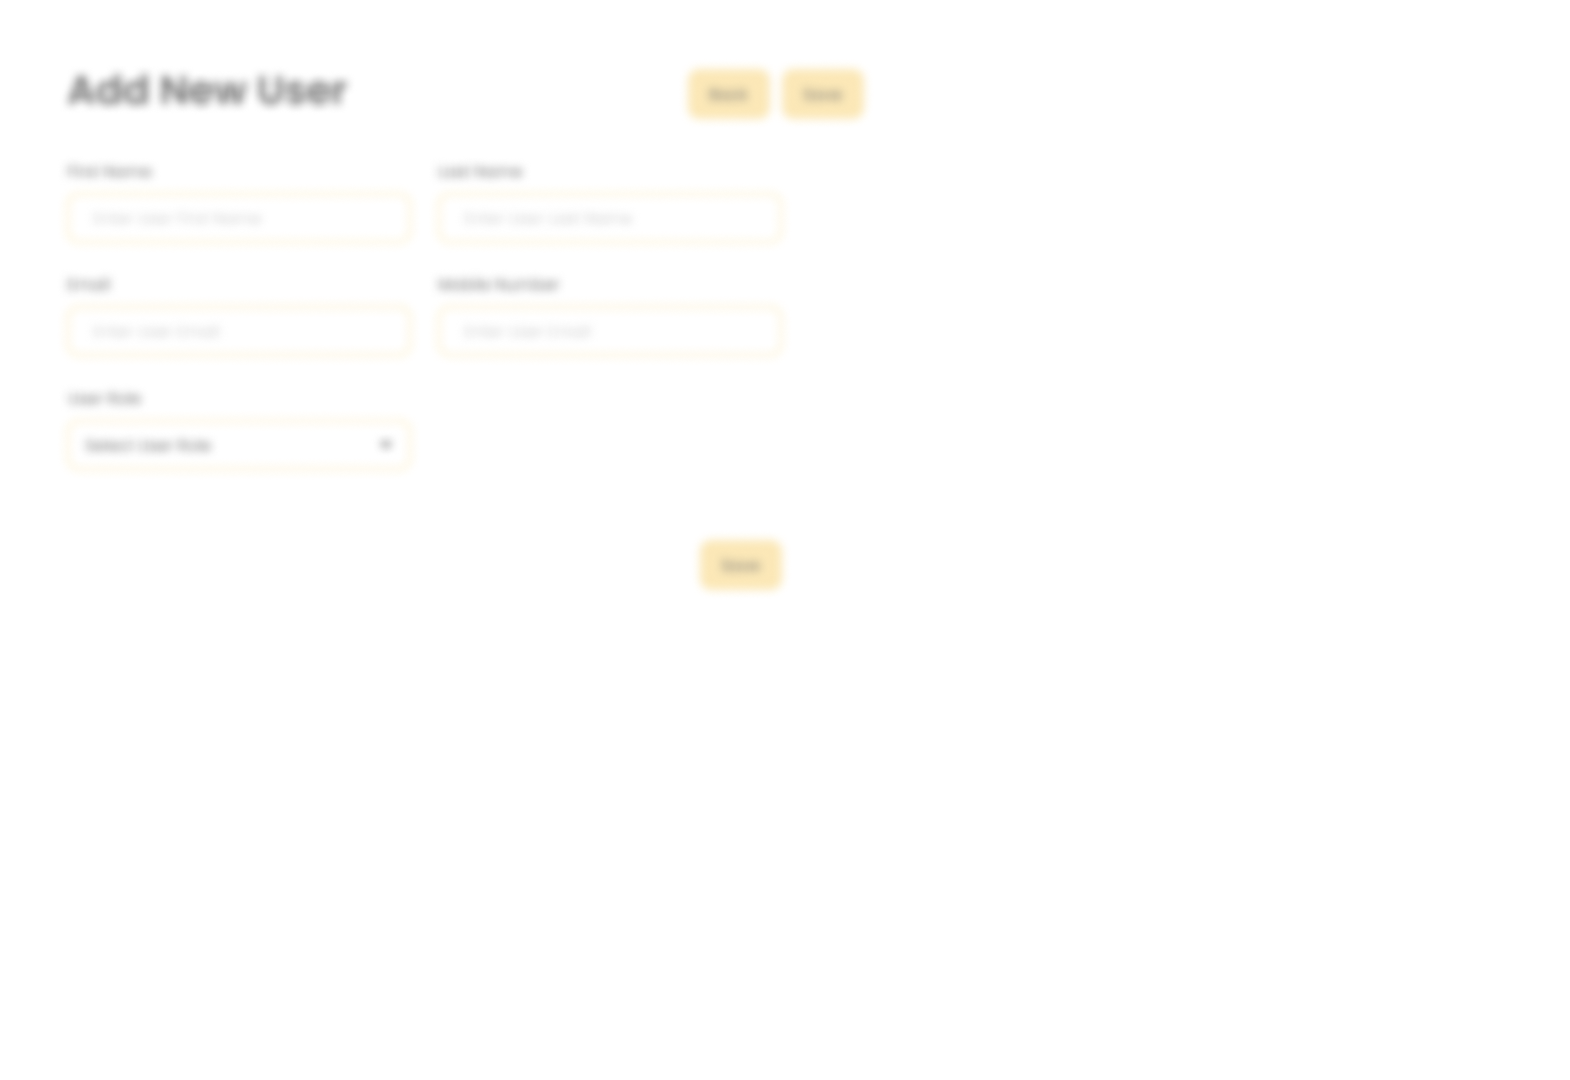 Add New User
Back Save
First Name Last Name
Enter User First Name Enter User Last Name
Email Mobile Number
Enter User Email Enter User Email
User Role
Select User Role
Save